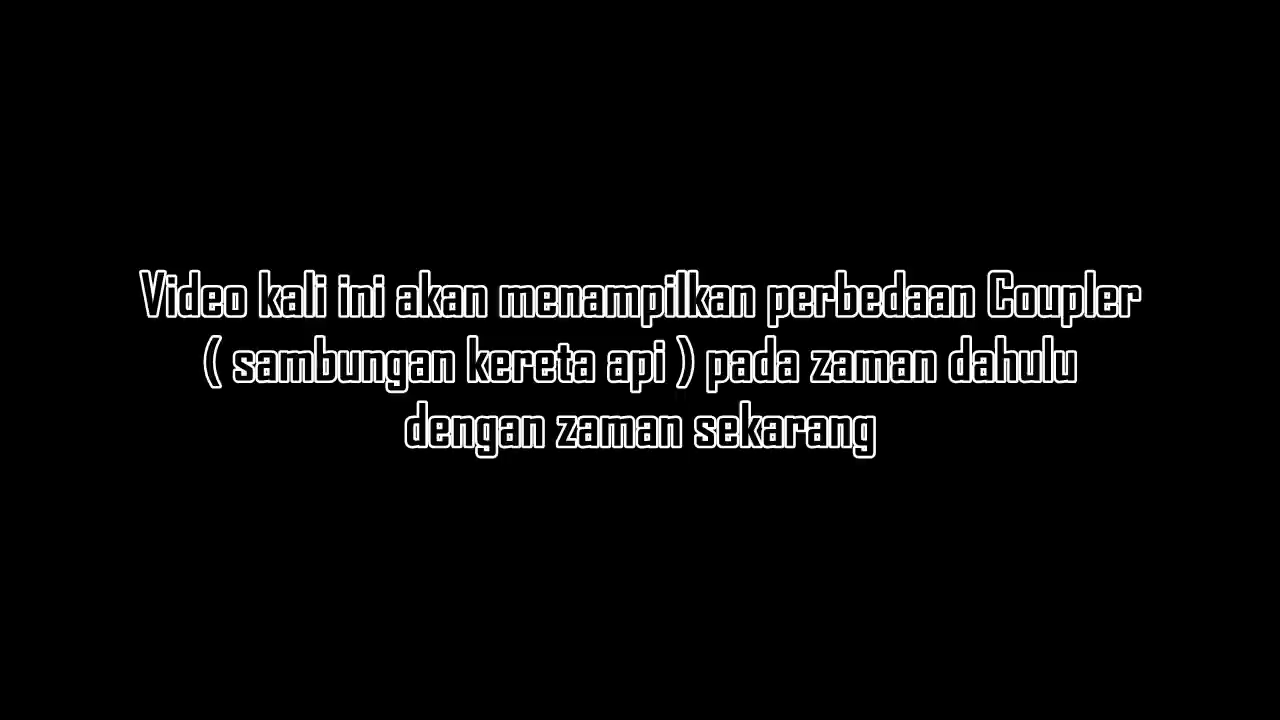 Video kali ini akan menampilkan perbedaan Coupler
( sambungan kereta api ) pada zaman dahulu
dengan zaman sekarang